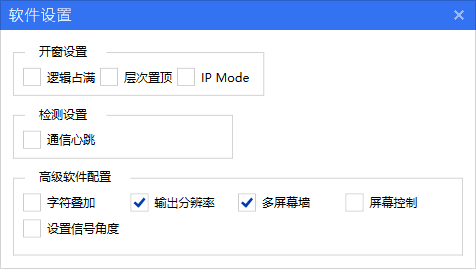 软件设置
开窗设置
逻辑占满 层次置顶 IP Mode
检测设置
通信心跳
高级软件配置
字符叠加 输出分辨率 多屏幕墙 屏幕控制
设置信号角度